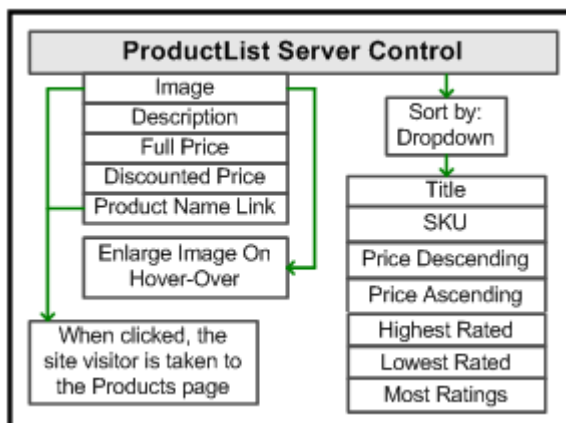 ProductList Server Control
Image
Description
Full Price
Discounted Price
Product Name Link
Enlarge Image On
Hover-Over
When clicked, the
site visitor is taken to
the Products page
Sort by:
Dropdown
Title
SKU
Price Descending
Price Ascending
Highest Rated
Lowest Rated
Most Ratings